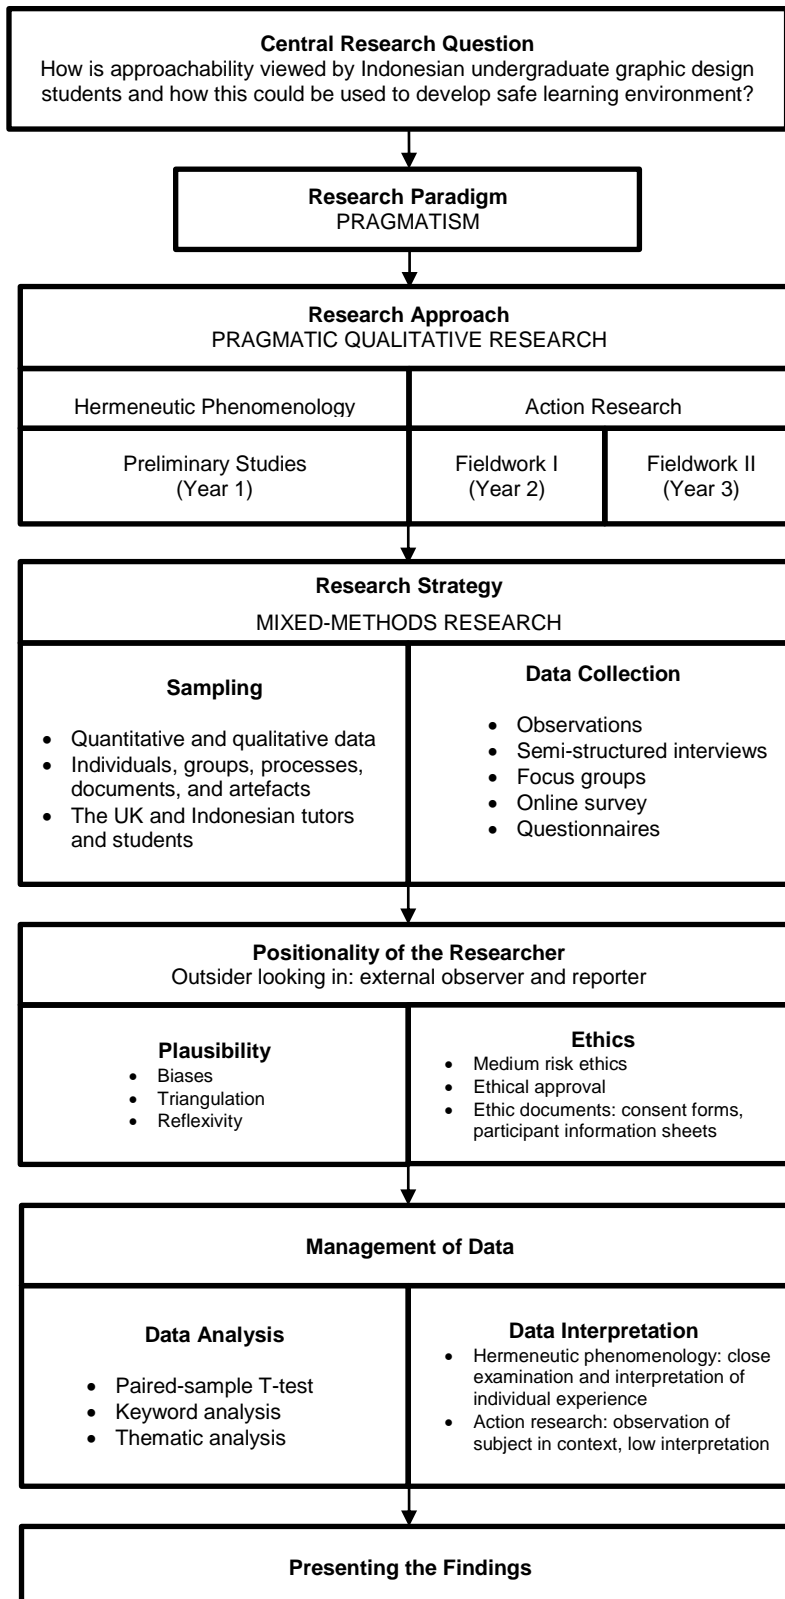 Central Research Question
How is approachability viewed by Indonesian undergraduate graphic design
students and how this could be used to develop safe learning environment?
Research Paradigm
PRAGMATISM
Research Approach
PRAGMATIC QUALITATIVE RESEARCH
Hermeneutic Phenomenology
Action Research
Preliminary Studies
(Year 1)
Fieldwork I
(Year 2)
Fieldwork II
(Year 3)
Research Strategy
MIXED-METHODS RESEARCH
Sampling
• Quantitative and qualitative data
• Individuals, groups, processes,
documents, and artefacts
• The UK and Indonesian tutors
and students
Data Collection
• Observations
• Semi-structured interviews
• Focus groups
• Online survey
• Questionnaires
Positionality of the Researcher
Outsider looking in: external observer and reporter
Plausibility
• Biases
• Triangulation
• Reflexivity
Ethics
• Medium risk ethics
• Ethical approval
• Ethic documents: consent forms,
participant information sheets
Management of Data
Data Analysis
• Paired-sample T-test
• Keyword analysis
• Thematic analysis
Data Interpretation
• Hermeneutic phenomenology: close
examination and interpretation of
individual experience
• Action research: observation of
subject in context, low interpretation
Presenting the Findings